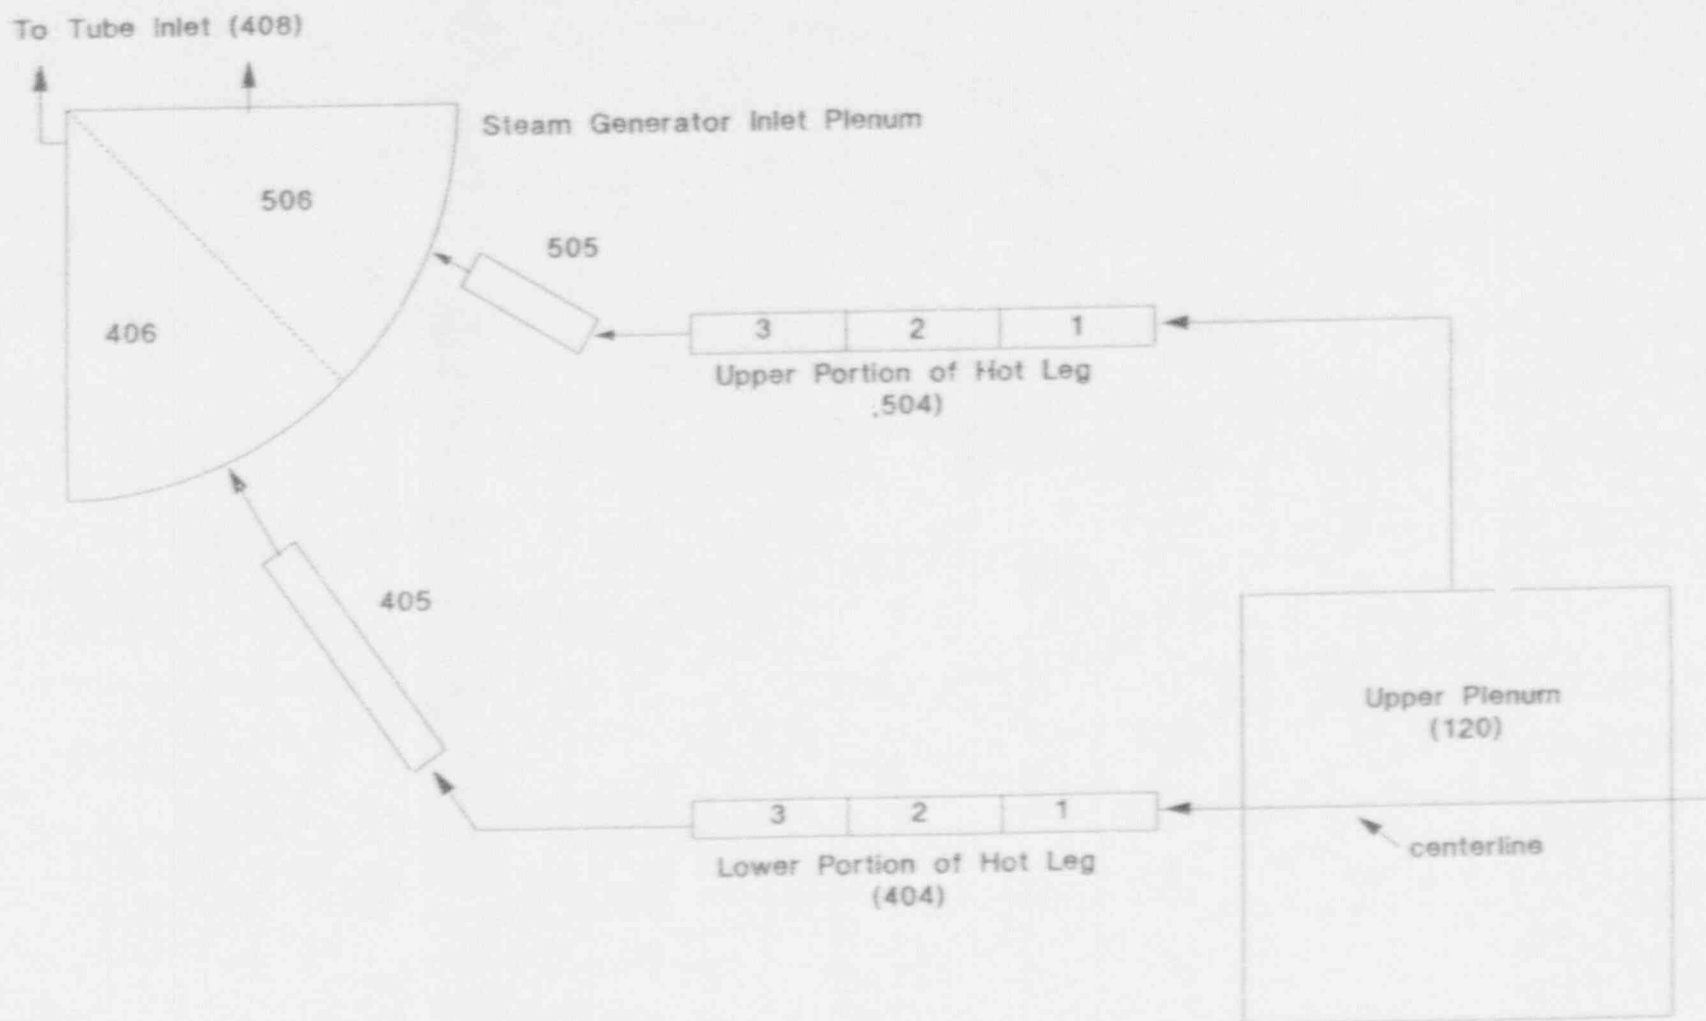 To Tube Inlet (408)
Steam Generator Inlet Plenum
506
505
406
3 2 1
Upper Portion of Hot Leg
.504)
405
Upper Plenum
(120)
3 2 1
centerline
Lower Portion of Hot Leg
(404)